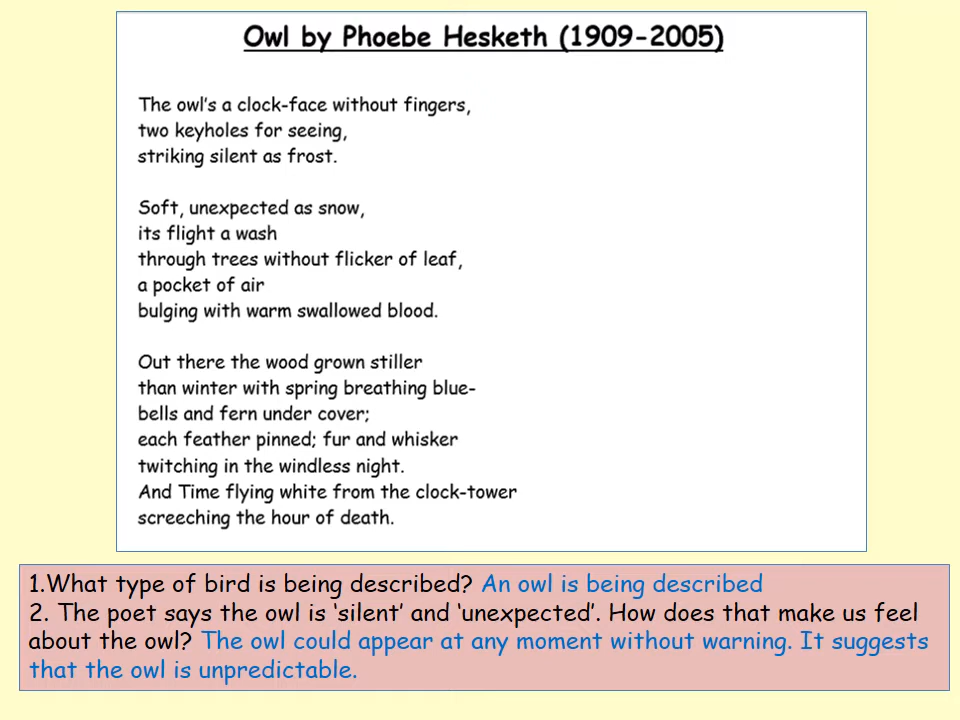 Owl by Phoebe Hesketh (1909-2005)
The owl's a clock-face without fingers,
two keyholes for seeing,
striking silent as frost.
Soft, unexpected as snow,
its flight a wash
through trees without flicker of leaf,
a pocket of air
bulging with warm swallowed blood.
Out there the wood grown stiller
than winter with spring breathing blue-
bells and fern under cover;
each feather pinned; fur and whisker
twitching in the windless night.
And Time flying white from the clock-tower
screeching the hour of death.
1.What type of bird is being described? An owl is being described
2. The poet says the owl is ‘silent’ and ‘unexpected’. How does that make us feel
about the owl? The owl could appear at any moment without warning. It suggests
that the owl is unpredictable.